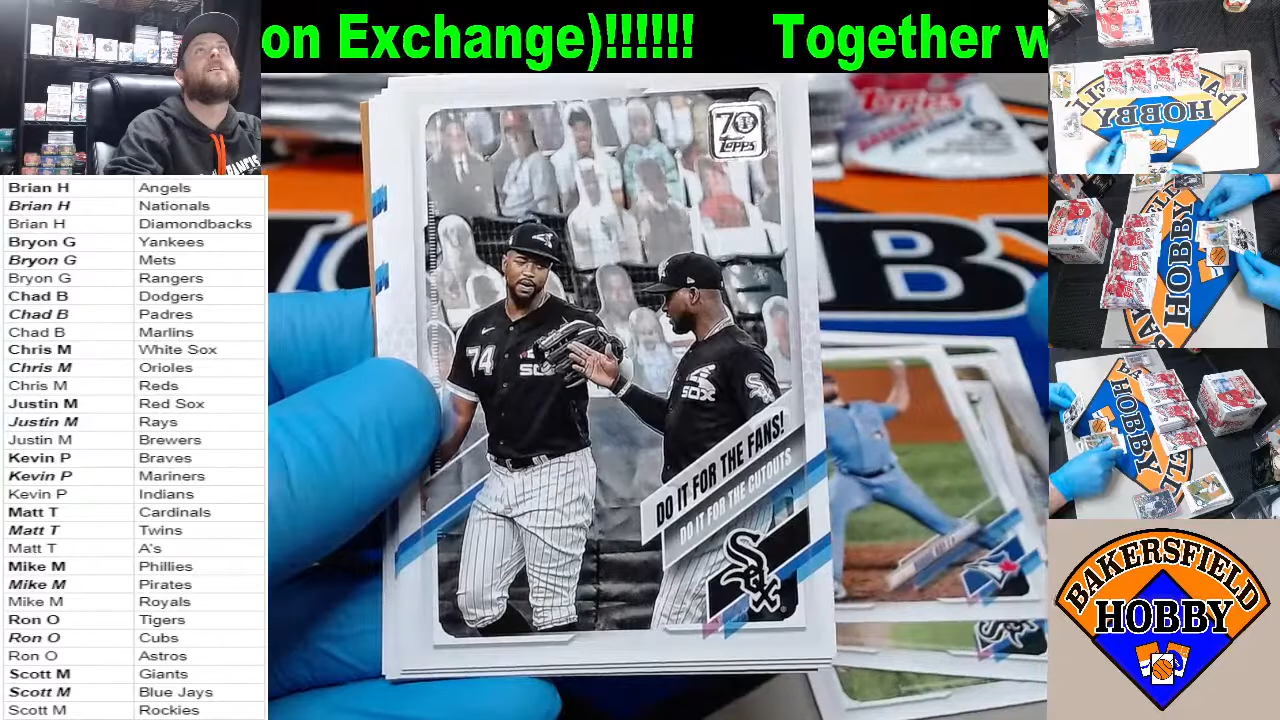 on Exchange)!!!!!! Together w
Brian H Angels
Brian H Nationals
Brian H Diamondbacks
Bryon G Yankees
Bryon G Mets
Bryon G Rangers
Chad B Dodgers
Chad B Padres
Chad B Marlins
Chris M White Sox
Chris M Orioles
Chris M Reds
Justin M Red Sox
Justin M Rays
Justin M Brewers
Kevin P Braves
Kevin P Mariners
Kevin P Indians
Matt T Cardinals
Matt T Twins
Matt T A's
Mike M Phillies
Mike M Pirates
Mike M Royals
Ron O Tigers
Ron O Cubs
Ron O Astros
Scott M Giants
Scott M Blue Jays
Scott M Rockies
70
Topps
74
SOX
Sox
DO IT FOR THE FANS!
DO IT FOR THE CUTOUTS
Sox
Topps
B
HOBBY
HOBBY
HOBBY
BAKERSFIELD
HOBBY